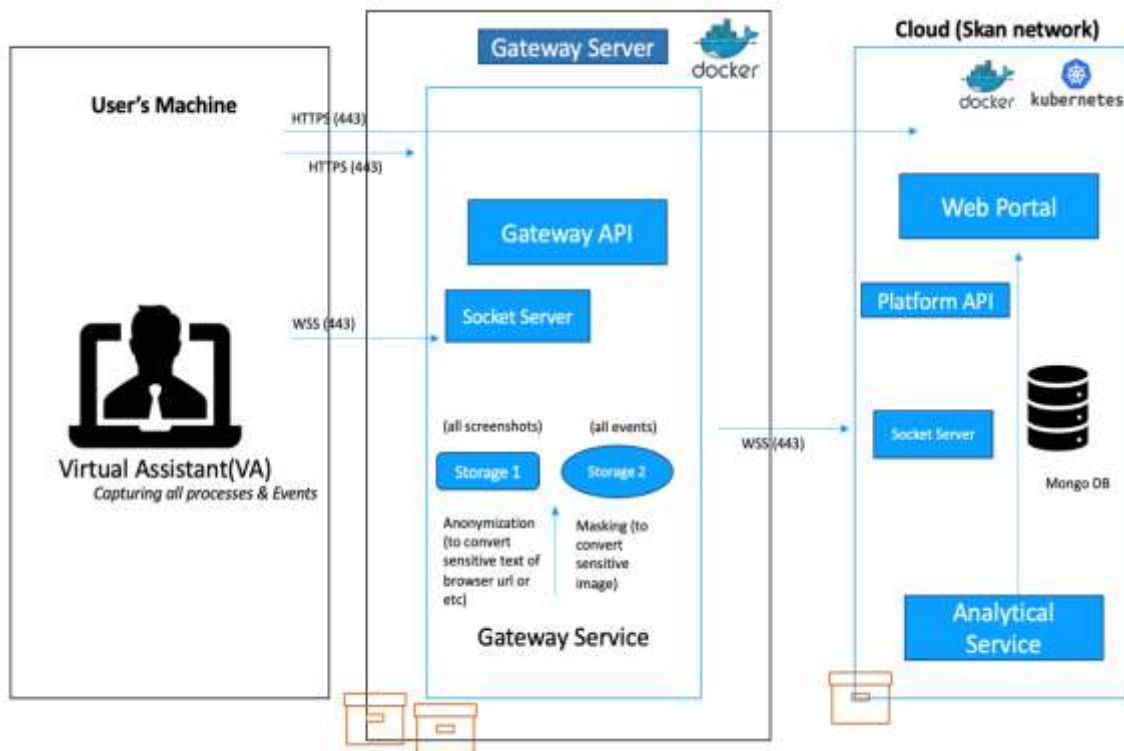 Gateway Server
docker
Cloud (Skan network)
docker
kubernetes
User's Machine
HTTPS (443)
HTTPS (443)
Web Portal
Gateway API
Platform API
Socket Server
WSS (443)
(all screenshots)
(all events)
Storage 1
Storage 2
WSS (443)
Socket Server
Mongo DB
Virtual Assistant(VA)
Capturing all processes & Events
Anonymization
(to convert
sensitive text of
browser url or
etc)
Masking (to
convert
sensitive
image)
Gateway Service
Analytical
Service